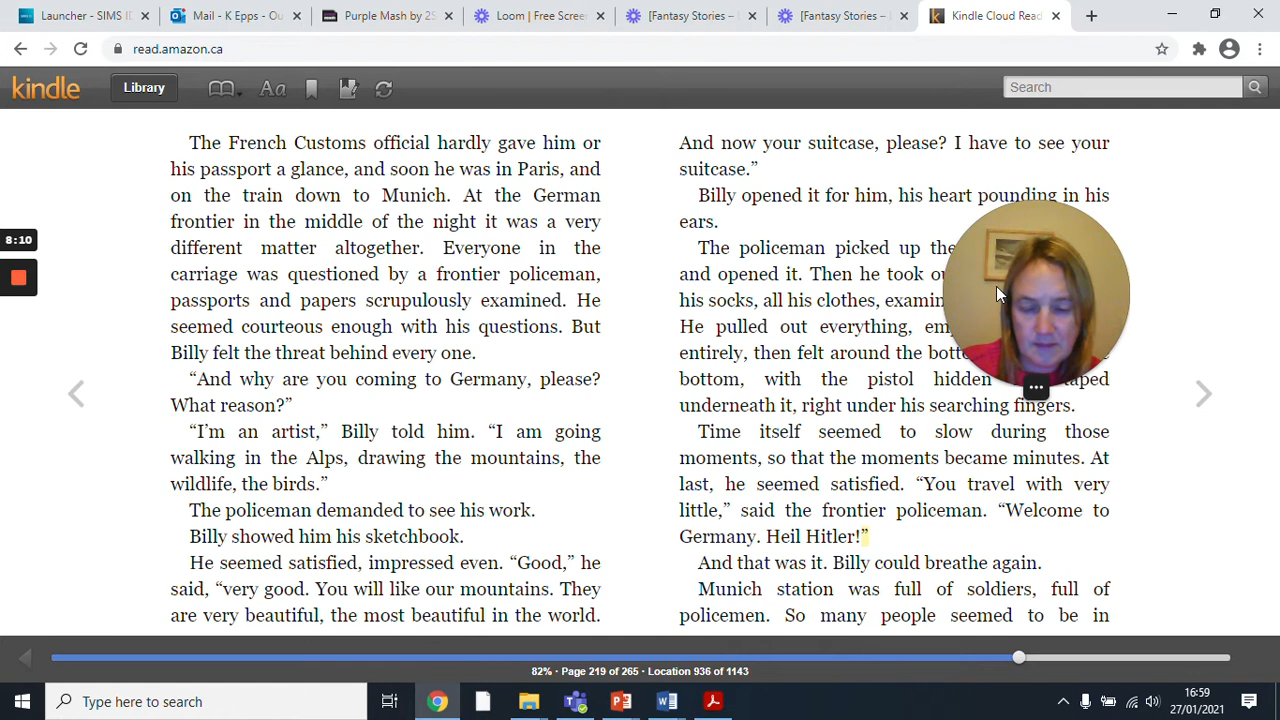 Launcher - SIMS ID
Mail - K Epps - Ou
Purple Mash by 2S
Loom | Free Scree
[Fantasy Stories –
[Fantasy Stories –
Kindle Cloud Read
read.amazon.ca
kindle
Library
Aa
Search
The French Customs official hardly gave him or
his passport a glance, and soon he was in Paris, and
on the train down to Munich. At the German
frontier in the middle of the night it was a very
different matter altogether. Everyone in the
carriage was questioned by a frontier policeman,
passports and papers scrupulously examined. He
seemed courteous enough with his questions. But
Billy felt the threat behind every one.
“And why are you coming to Germany, please?
What reason?”
“I’m an artist,” Billy told him. “I am going
walking in the Alps, drawing the mountains, the
wildlife, the birds.”
The policeman demanded to see his work.
Billy showed him his sketchbook.
He seemed satisfied, impressed even. “Good,” he
said, “very good. You will like our mountains. They
are very beautiful, the most beautiful in the world.
And now your suitcase, please? I have to see your
suitcase.”
Billy opened it for him, his heart pounding in his
ears.
The policeman picked up the
and opened it. Then he took ou
his socks, all his clothes, examin
He pulled out everything, em
entirely, then felt around the bott
bottom, with the pistol hidden taped
underneath it, right under his searching fingers.
Time itself seemed to slow during those
moments, so that the moments became minutes. At
last, he seemed satisfied. “You travel with very
little,” said the frontier policeman. “Welcome to
Germany. Heil Hitler!”
And that was it. Billy could breathe again.
Munich station was full of soldiers, full of
policemen. So many people seemed to be in
8:10
82% • Page 219 of 265 • Location 936 of 1143
Type here to search
16:59
27/01/2021